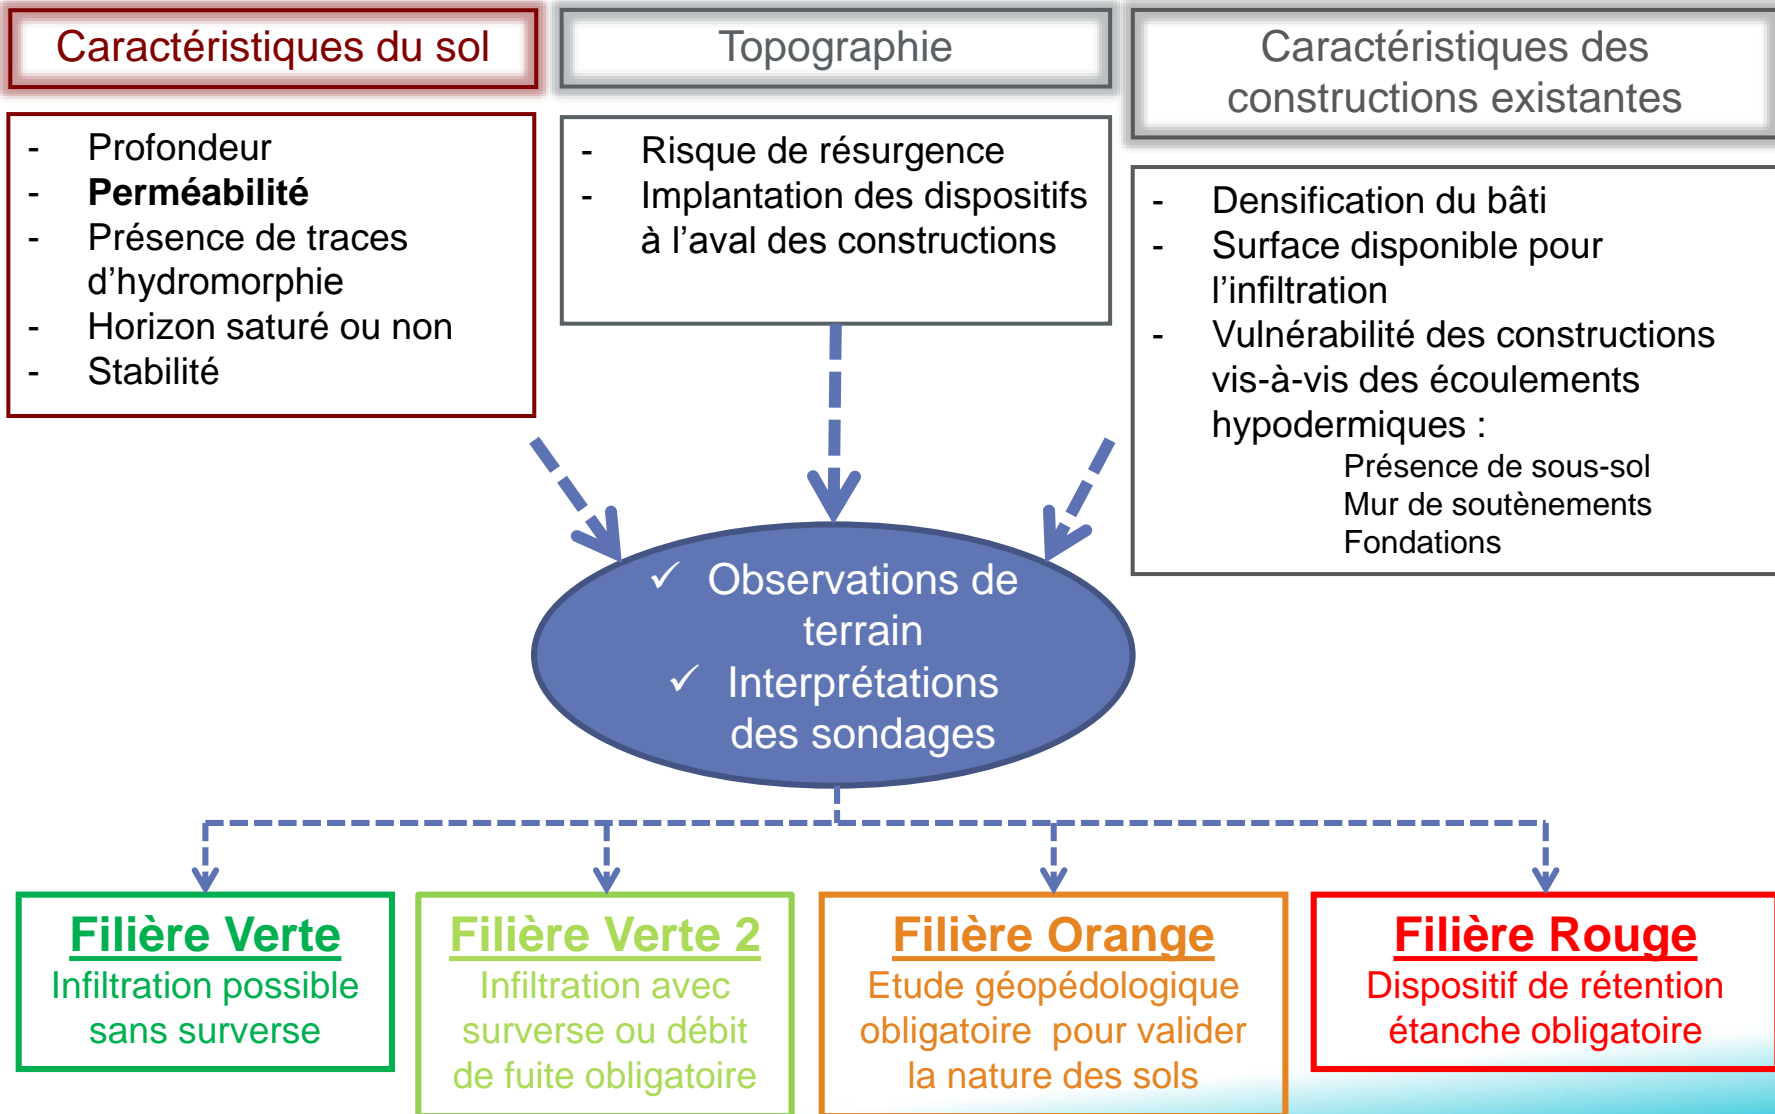 Caractéristiques du sol
- Profondeur
- Perméabilité
- Présence de traces
d'hydromorphie
- Horizon saturé ou non
- Stabilité
Topographie
- Risque de résurgence
- Implantation des dispositifs
à l'aval des constructions
Caractéristiques des
constructions existantes
- Densification du bâti
- Surface disponible pour
l'infiltration
- Vulnérabilité des constructions
vis-à-vis des écoulements
hypodermiques :
Présence de sous-sol
Mur de soutènements
Fondations
✓ Observations de
terrain
✓ Interprétations
des sondages
Filière Verte
Infiltration possible
sans surverse
Filière Verte 2
Infiltration avec
surverse ou débit
de fuite obligatoire
Filière Orange
Etude géopédologique
obligatoire pour valider
la nature des sols
Filière Rouge
Dispositif de rétention
étanche obligatoire